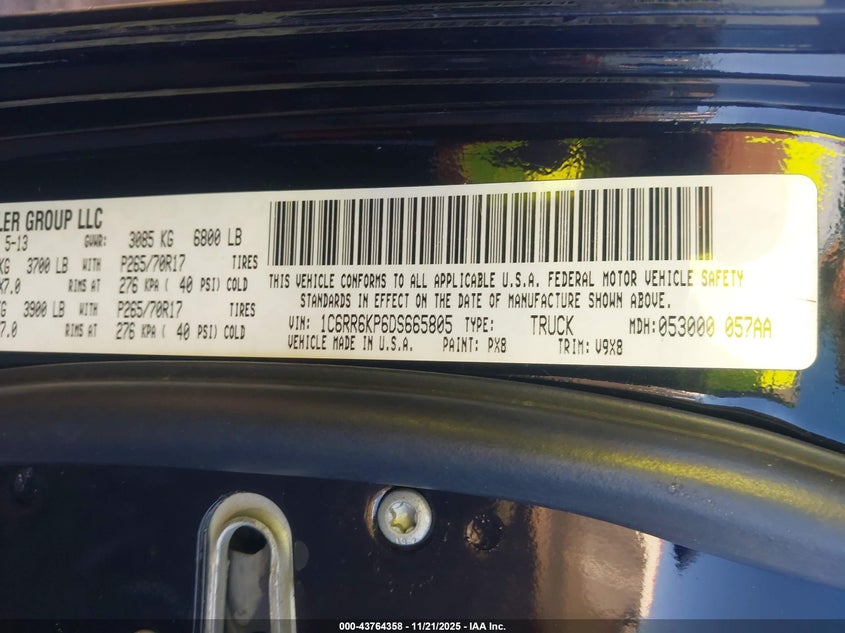 LER GROUP LLC
5-13 GVWR: 3085 KG 6800 LB
KG 3700 LB WITH P265/70R17 TIRES
X7.0 RIMS AT 276 KPA ( 40 PSI) COLD
KG 3900 LB WITH P265/70R17 TIRES
7.0 RIMS AT 276 KPA ( 40 PSI) COLD
THIS VEHICLE CONFORMS TO ALL APPLICABLE U.S.A. FEDERAL MOTOR VEHICLE SAFETY
STANDARDS IN EFFECT ON THE DATE OF MANUFACTURE SHOWN ABOVE.
VIN: 1C6RR6KP6DS665805 TYPE: TRUCK MDH: 053000 057AA
VEHICLE MADE IN U.S.A. PAINT: PX8 TRIM: V9X8
000-43764358 - 11/21/2025 - IAA Inc.